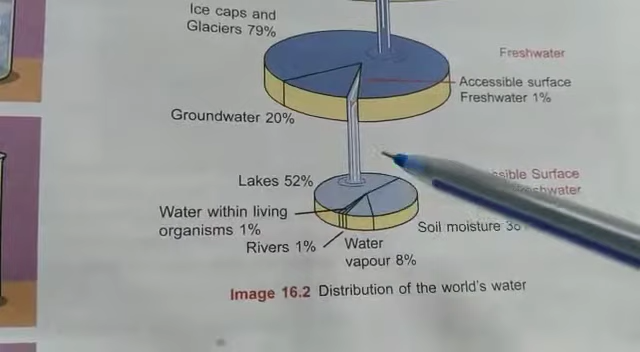 Ice caps and
Glaciers 79%
Freshwater
Accessible surface
Freshwater 1%
Groundwater 20%
Surface
Lakes 52%
Water within living
organisms 1%
Soil moisture
Rivers 1%
Water
vapour 8%
Image 16.2 Distribution of the world's water